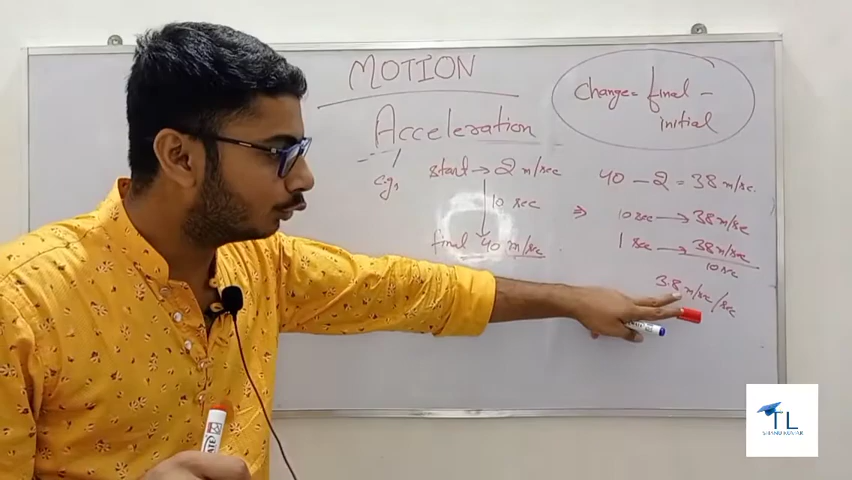 MOTION
Acceleration
e.g,
start → 2 m/sec
10 sec
final 40 m/sec
Change = final -
initial
40 - 2 = 38 m/sec.
⇒ 10 sec → 38 m/sec
1 sec → 38 m/sec
10 sec
3.8 m/sec/sec
TL